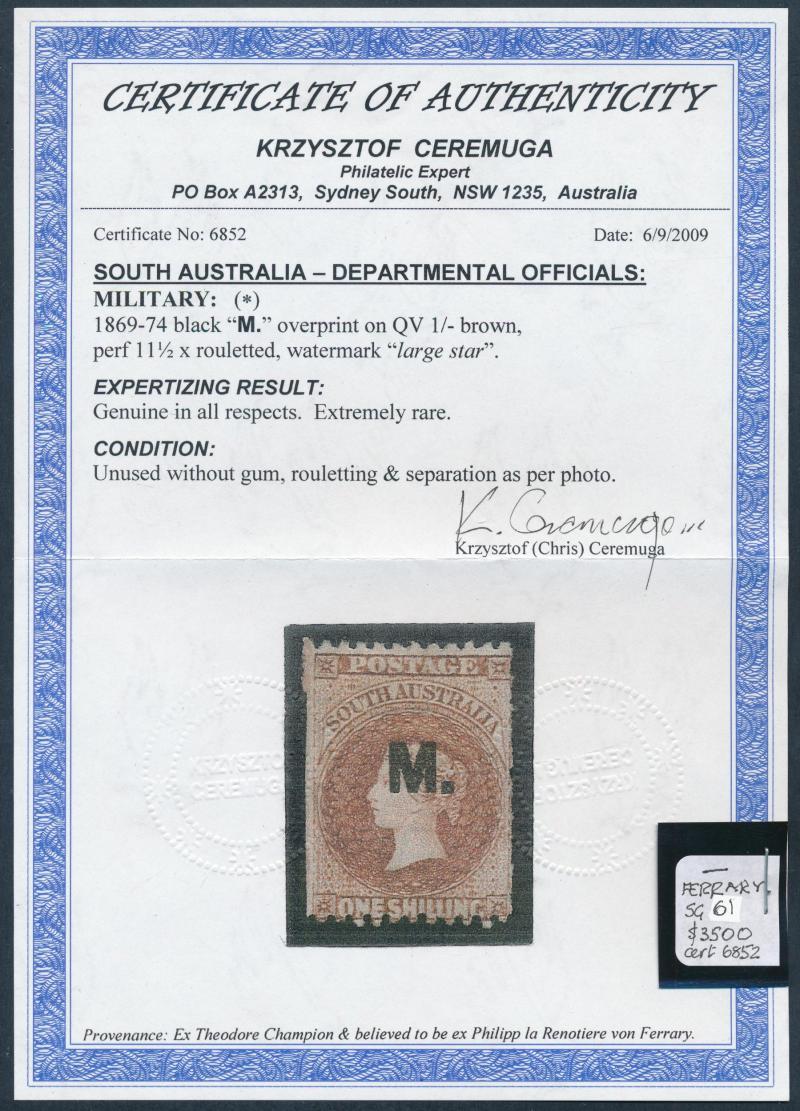 CERTIFICATE OF AUTHENTICITY
KRZYSZTOF CEREMUGA
Philatelic Expert
PO Box A2313, Sydney South, NSW 1235, Australia
Certificate No: 6852 Date: 6/9/2009
SOUTH AUSTRALIA – DEPARTMENTAL OFFICIALS:
MILITARY: (*)
1869-74 black “M.” overprint on QV 1/- brown,
perf 11½ x rouletted, watermark “large star”.
EXPERTIZING RESULT:
Genuine in all respects. Extremely rare.
CONDITION:
Unused without gum, rouletting & separation as per photo.
K. Ceremuga
Krzysztof (Chris) Ceremuga
POSTAGE
SOUTH AUSTRALIA
M.
ONE SHILLING
FERRARY.
SG 61
$3500
cert 6852
Provenance: Ex Theodore Champion & believed to be ex Philipp la Renotiere von Ferrary.